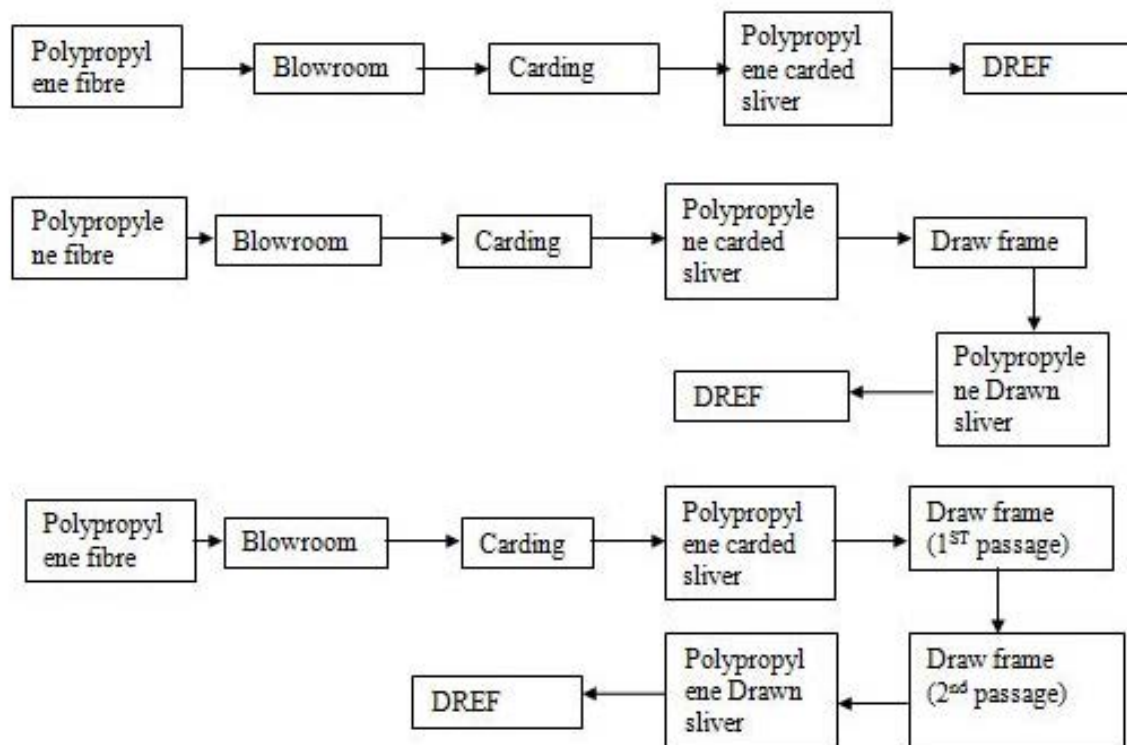 Polypropyl
ene fibre
Blowroom
Carding
Polypropyl
ene carded
sliver
DREF
Polypropyle
ne fibre
Blowroom
Carding
Polypropyle
ne carded
sliver
Draw frame
Polypropyle
ne Drawn
sliver
DREF
Polypropyl
ene fibre
Blowroom
Carding
Polypropyl
ene carded
sliver
Draw frame
(1ST passage)
Draw frame
(2nd passage)
Polypropyl
ene Drawn
sliver
DREF